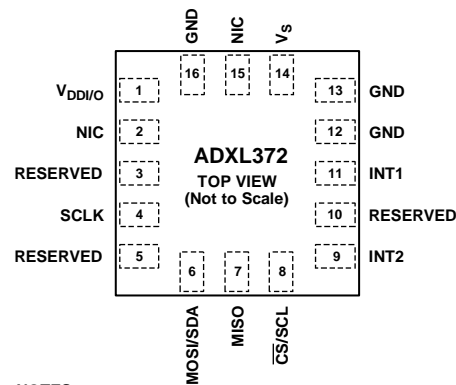 GND
NIC
VS
16
15
14
VDDI/O
1
13
GND
NIC
2
12
GND
ADXL372
RESERVED
3
TOP VIEW
11
INT1
(Not to Scale)
SCLK
4
10
RESERVED
RESERVED
5
9
INT2
6
7
8
MOSI/SDA
MISO
CS/SCL